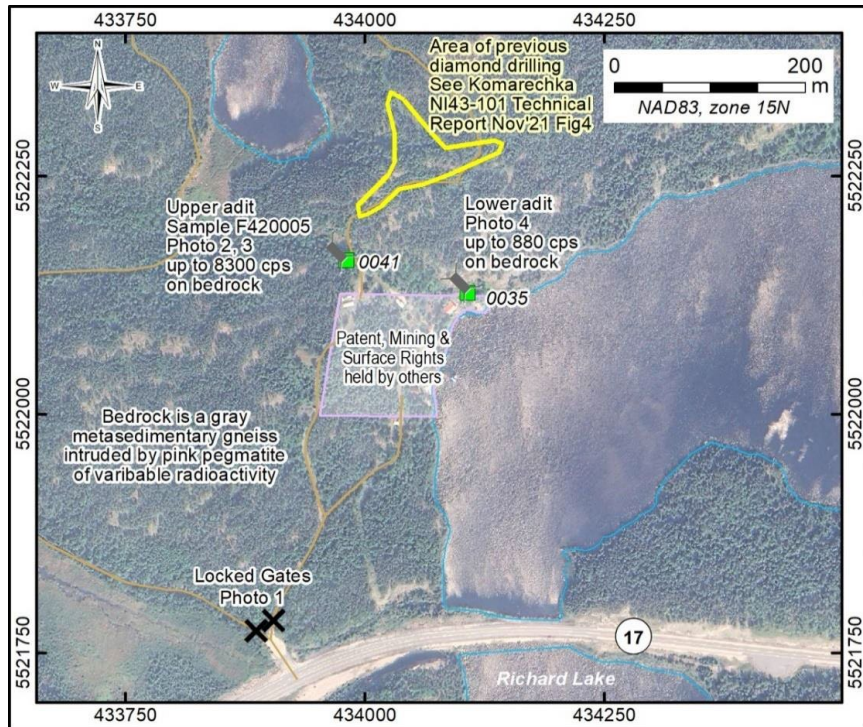 433750
434000
434250
N
W
E
S
Area of previous
diamond drilling
See Komarechka
NI43-101 Technical
Report Nov'21 Fig4
0
200
m
NAD83, zone 15N
5522250
5522250
Upper adit
Sample F420005
Photo 2, 3
up to 8300 cps
on bedrock
Lower adit
Photo 4
up to 880 cps
on bedrock
0041
0035
Patent, Mining &
Surface Rights
held by others
5522000
5522000
Bedrock is a gray
metasedimentary gneiss
intruded by pink pegmatite
of varibable radioactivity
Locked Gates
Photo 1
17
5521750
5521750
Richard Lake
433750
434000
434250